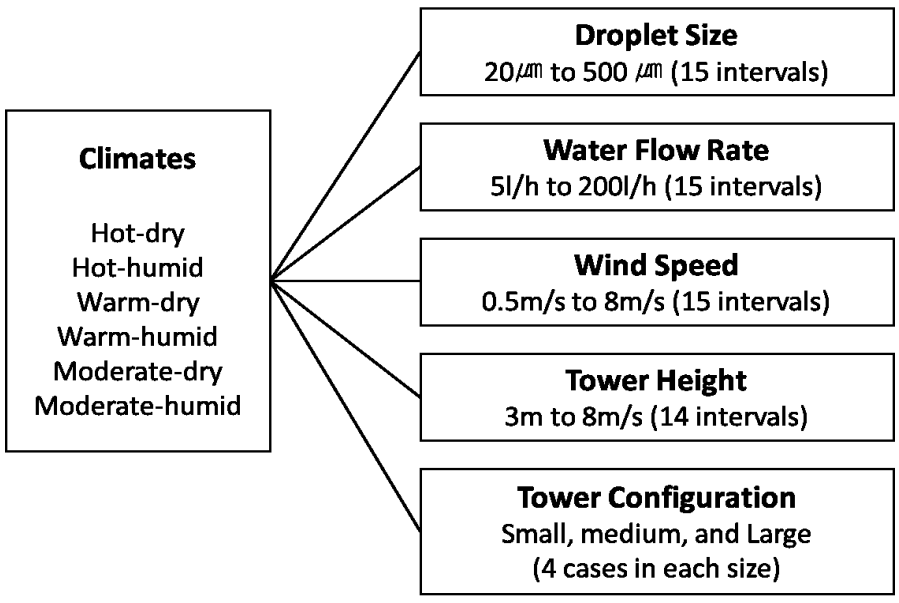 Climates
Hot-dry
Hot-humid
Warm-dry
Warm-humid
Moderate-dry
Moderate-humid
Droplet Size
20㎛ to 500 ㎛ (15 intervals)
Water Flow Rate
5l/h to 200l/h (15 intervals)
Wind Speed
0.5m/s to 8m/s (15 intervals)
Tower Height
3m to 8m/s (14 intervals)
Tower Configuration
Small, medium, and Large
(4 cases in each size)